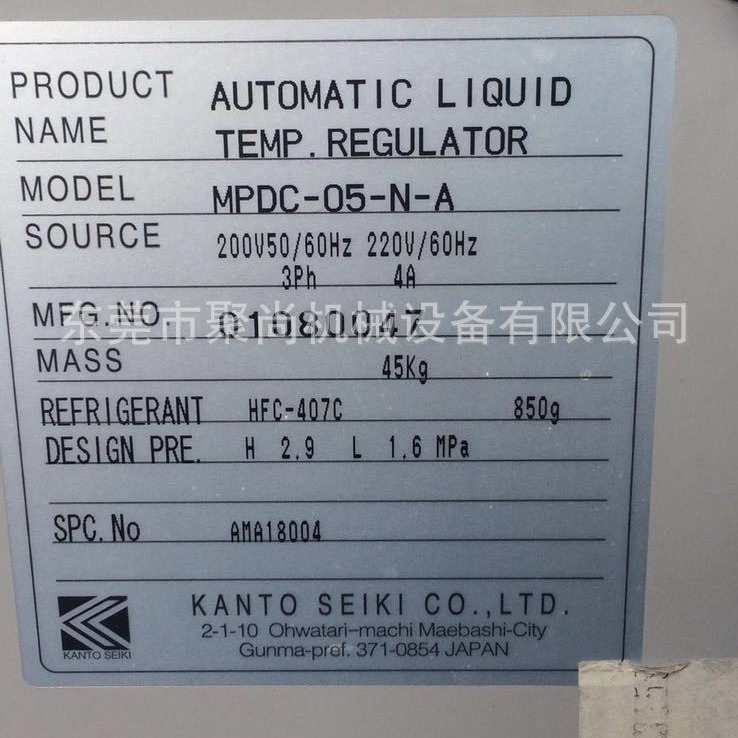 PRODUCT NAME AUTOMATIC LIQUID TEMP.REGULATOR
MODEL MPDC-05-N-A
SOURCE 200V50/60Hz 220V/60Hz
3Ph 4A
MFG.NO
东莞市聚尚机械设备有限公司
MASS 45Kg
REFRIGERANT HFC-407C 850g
DESIGN PRE. H 2.9 L 1.6 MPa
SPC.No AMA18004
KANTO SEIKI
KANTO SEIKI CO.,LTD.
2-1-10 Ohwatari-machi Maebashi-City
Gunma-pref. 371-0854 JAPAN